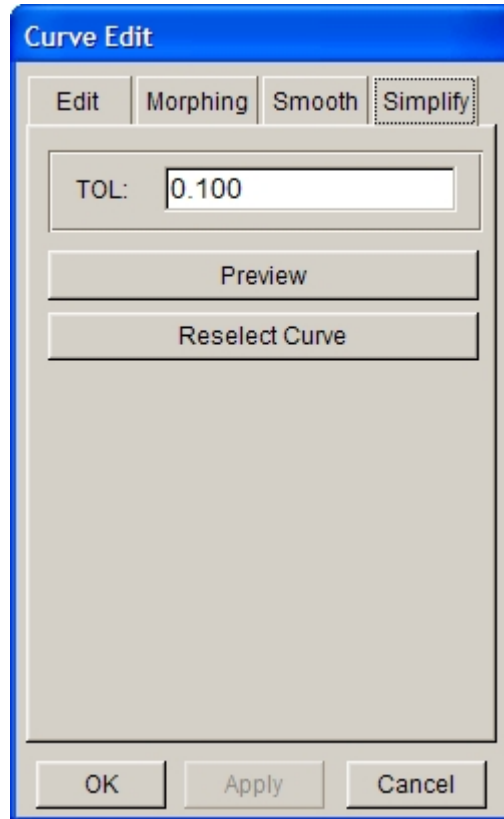 Curve Edit
Edit Morphing Smooth Simplify
TOL: 0.100
Preview
Reselect Curve
OK Apply Cancel